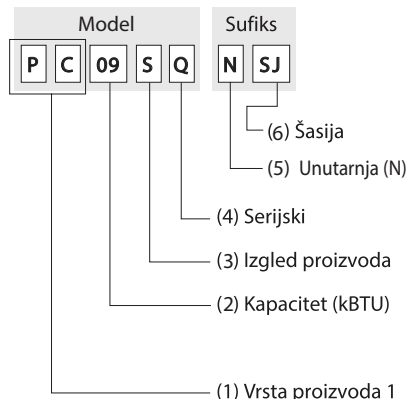 Model Sufiks
P C 09 S Q N SJ
(6) Šasija
(5) Unutarnja (N)
(4) Serijski
(3) Izgled proizvoda
(2) Kapacitet (kBTU)
(1) Vrsta proizvoda 1